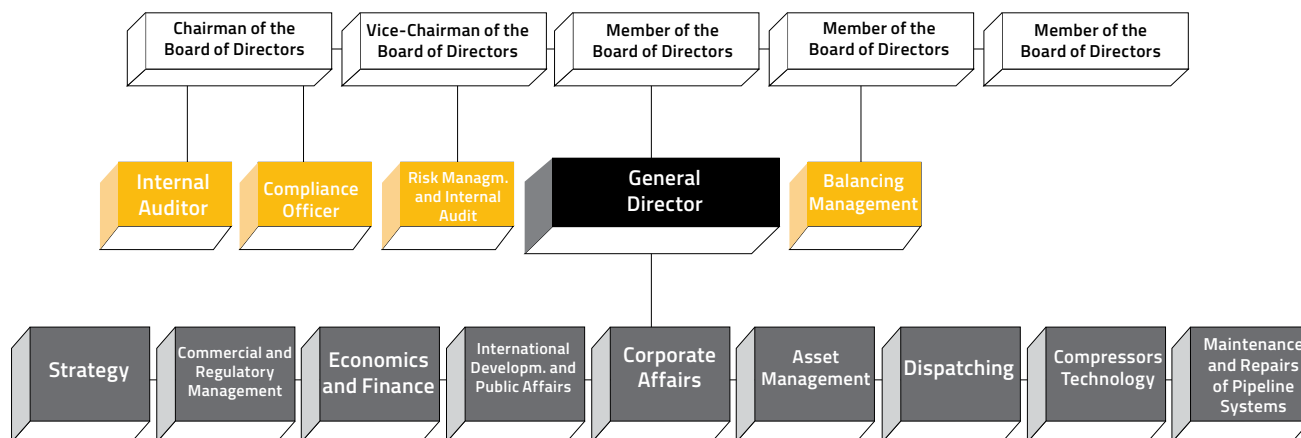 Chairman of the
Board of Directors
Vice-Chairman of the
Board of Directors
Member of the
Board of Directors
Member of the
Board of Directors
Member of the
Board of Directors
Internal
Auditor
Compliance
Officer
Risk Managm.
and Internal
Audit
General
Director
Balancing
Management
Strategy
Commercial and
Regulatory
Management
Economics
and Finance
International
Developm. and
Public Affairs
Corporate
Affairs
Asset
Management
Dispatching
Compressors
Technology
Maintenance
and Repairs
of Pipeline
Systems